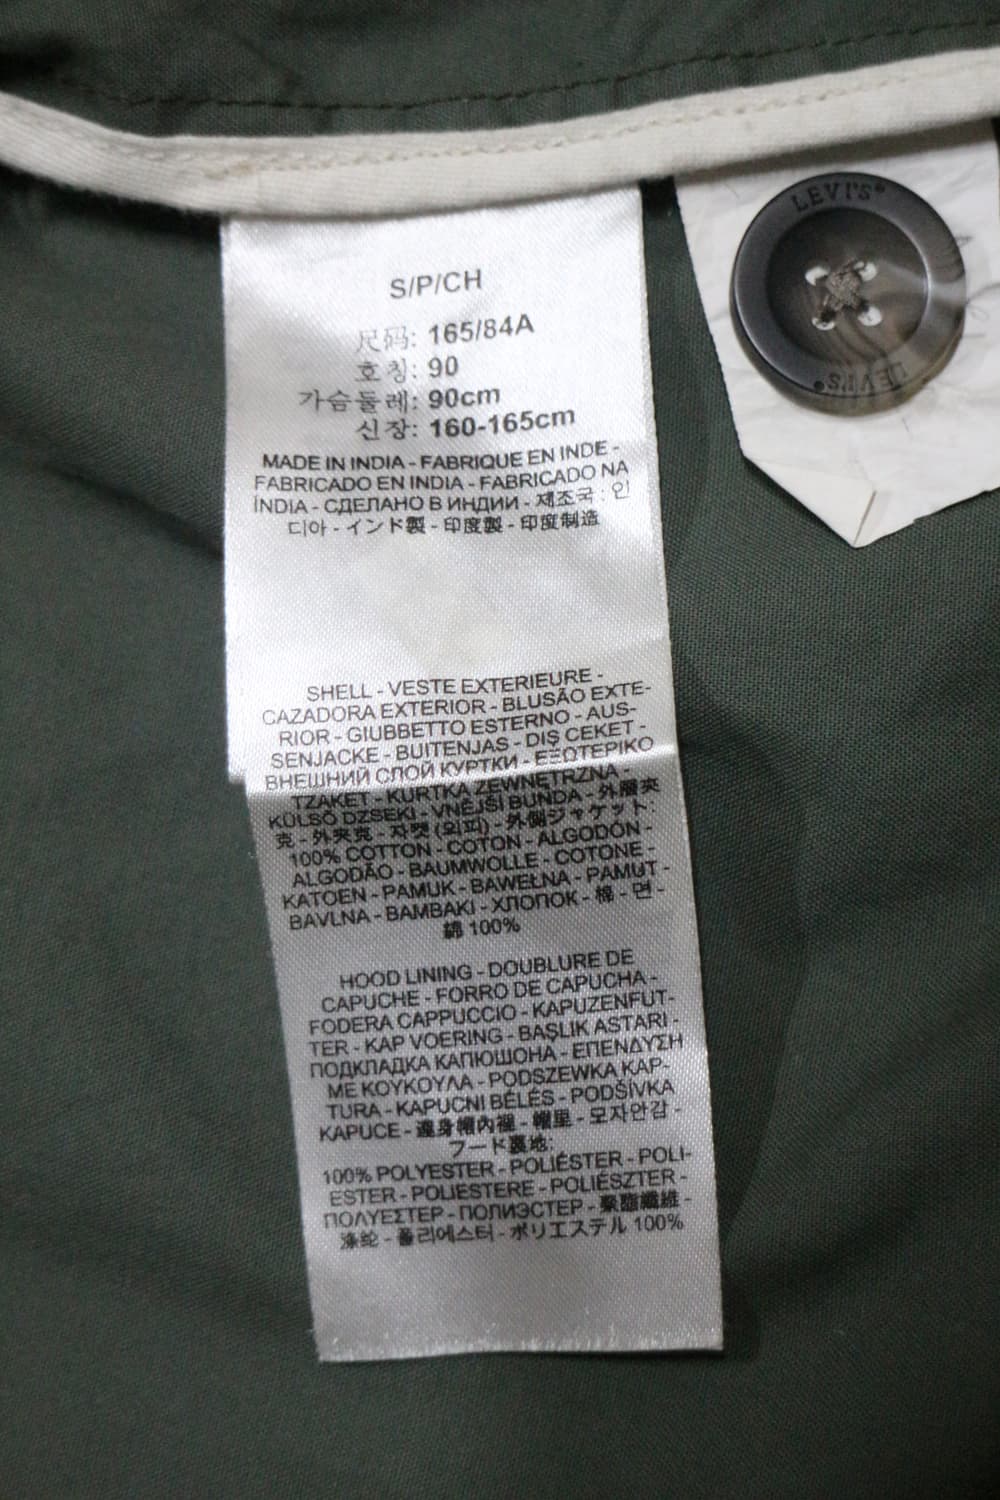 LEVI'S®
LEVI'S®
S/P/CH
尺码: 165/84A
호칭: 90
가슴둘레: 90cm
신장: 160-165cm
MADE IN INDIA - FABRIQUE EN INDE -
FABRICADO EN INDIA - FABRICADO NA
ÍNDIA - СДЕЛАНО В ИНДИИ - 제조국 : 인
디아 - インド製 - 印度製 - 印度制造
SHELL - VESTE EXTERIEURE -
CAZADORA EXTERIOR - BLUSÃO EXTE-
RIOR - GIUBBETTO ESTERNO - AUS-
SENJACKE - BUITENJAS - DIŞ CEKET -
ВНЕШНИЙ СЛОЙ КУРТКИ - ΕΞΩΤΕΡΙΚΟ
TZAKET - KURTKA ZEWNĘTRZNA -
KÜLSŐ DZSEKI - VNĚJŠÍ BUNDA - 外層夾
克 - 外夹克 - 자켓 (외피) - 外側ジャケット:
100% COTTON - COTON - ALGODÓN -
ALGODÃO - BAUMWOLLE - COTONE -
KATOEN - PAMUK - BAWEŁNA - PAMUT -
BAVLNA - BAMBAKI - ХЛОПОК - 棉 - 면 -
綿 100%
HOOD LINING - DOUBLURE DE
CAPUCHE - FORRO DE CAPUCHA -
FODERA CAPPUCCIO - KAPUZENFUT-
TER - KAP VOERING - BAŞLIK ASTARI -
ПОДКЛАДКА КАПЮШОНА - ΕΠΕΝΔΥΣΗ
ΜΕ ΚΟΥΚΟΥΛΑ - PODSZEWKA KAP-
TURA - KAPUCNI BÉLÉS - PODŠÍVKA
KAPUCE - 連身帽內裡 - 帽里 - 모자안감 -
フード裏地:
100% POLYESTER - POLIÉSTER - POLI-
ESTER - POLIESTERE - POLIÉSZTER -
ΠΟΛΥΕΣΤΕΡ - ПОЛИЭСТЕР - 聚酯纖維 -
涤纶 - 폴리에스터 - ポリエステル 100%